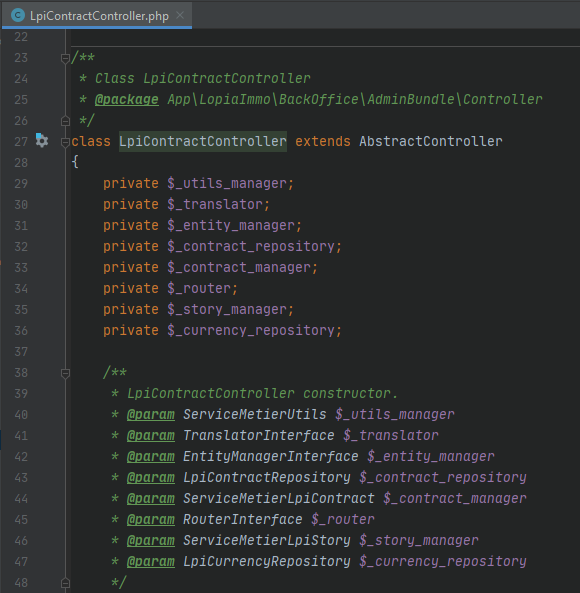 LpiContractController.php
22
23 /**
24  * Class LpiContractController
25  * @package App\LopiaImmo\BackOffice\AdminBundle\Controller
26  */
27 class LpiContractController extends AbstractController
28 {
29     private $_utils_manager;
30     private $_translator;
31     private $_entity_manager;
32     private $_contract_repository;
33     private $_contract_manager;
34     private $_router;
35     private $_story_manager;
36     private $_currency_repository;
37
38     /**
39      * LpiContractController constructor.
40      * @param ServiceMetierUtils $_utils_manager
41      * @param TranslatorInterface $_translator
42      * @param EntityManagerInterface $_entity_manager
43      * @param LpiContractRepository $_contract_repository
44      * @param ServiceMetierLpiContract $_contract_manager
45      * @param RouterInterface $_router
46      * @param ServiceMetierLpiStory $_story_manager
47      * @param LpiCurrencyRepository $_currency_repository
48      */